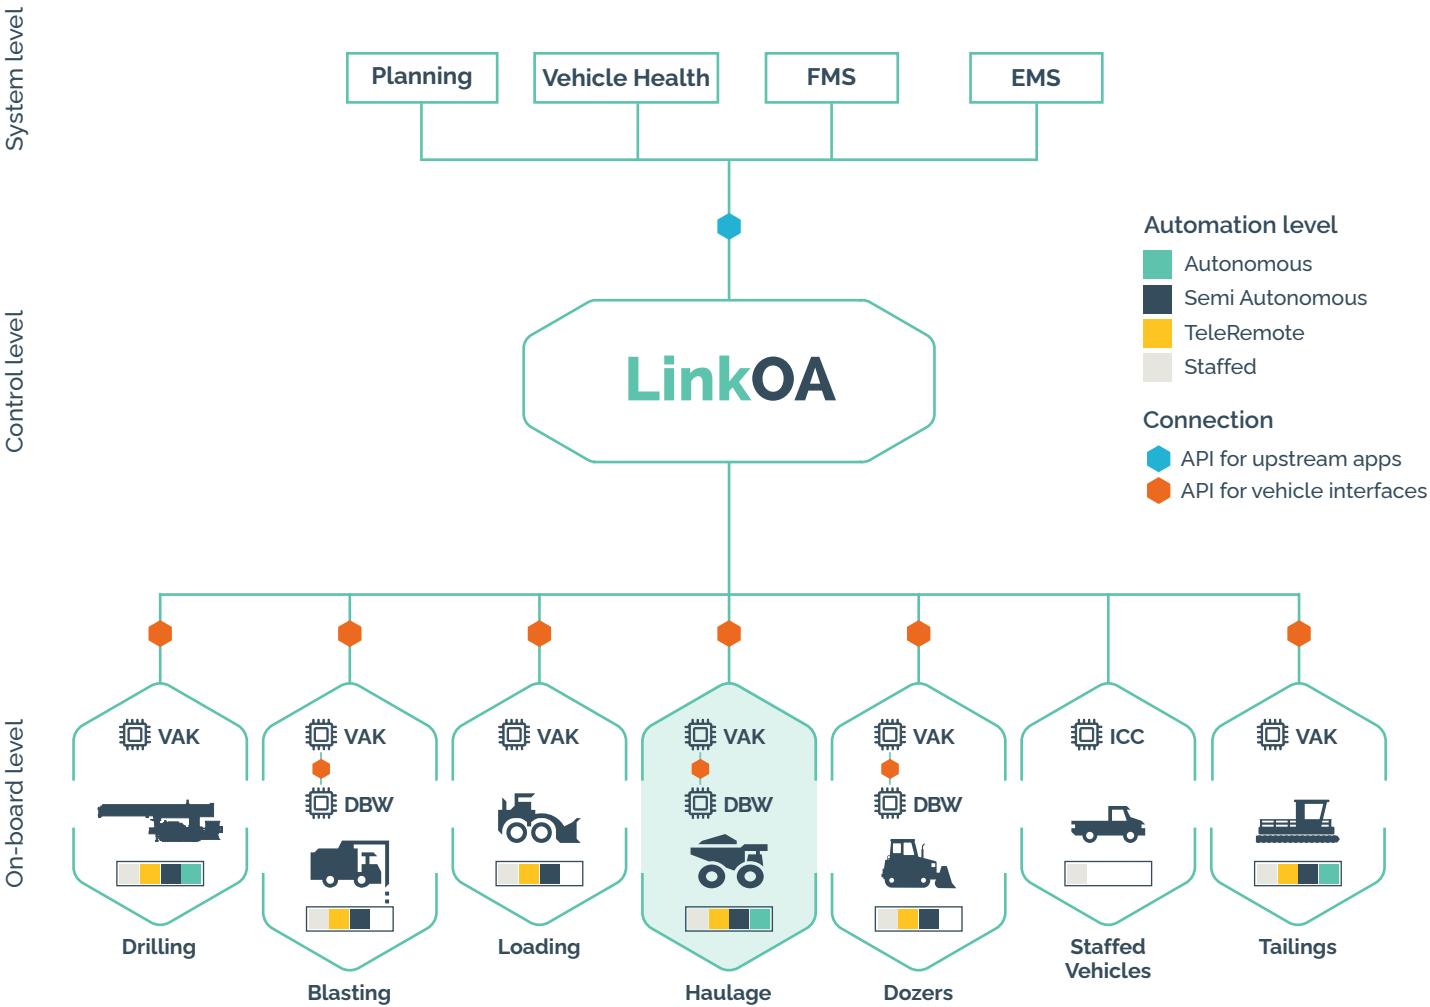 System level
Planning
Vehicle Health
FMS
EMS
Automation level
Autonomous
Semi Autonomous
TeleRemote
Staffed
Control level
LinkOA
Connection
API for upstream apps
API for vehicle interfaces
On-board level
VAK
VAK
DBW
VAK
VAK
DBW
VAK
DBW
ICC
VAK
Drilling
Blasting
Loading
Haulage
Dozers
Staffed
Vehicles
Tailings